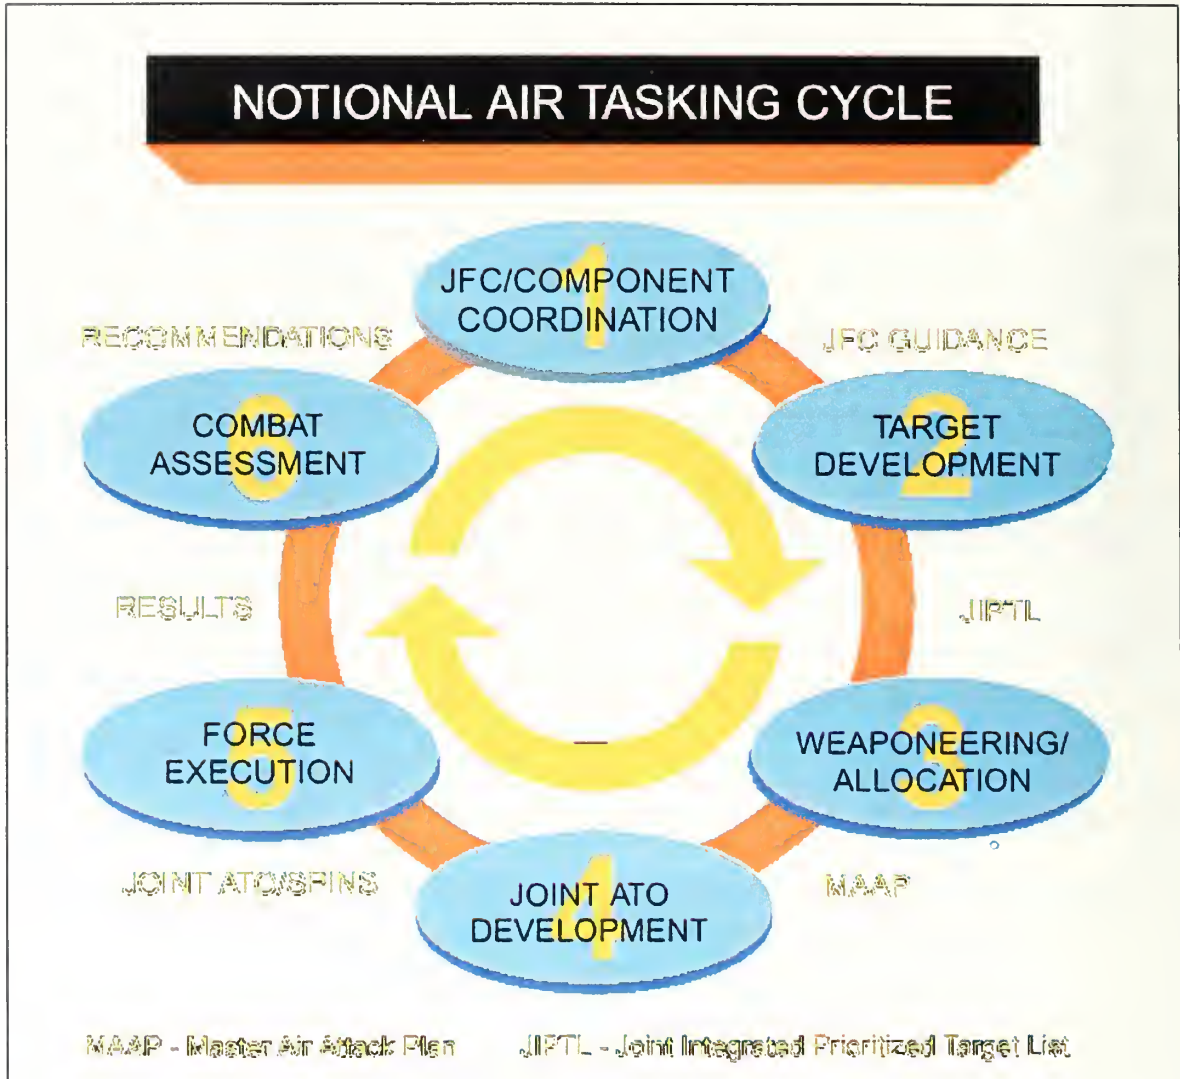 NOTIONAL AIR TASKING CYCLE
1
JFC/COMPONENT
COORDINATION
JFC GUIDANCE
2
TARGET
DEVELOPMENT
JIPTL
3
WEAPONEERING/
ALLOCATION
MAAP
4
JOINT ATO
DEVELOPMENT
JOINT ATO/SPINS
5
FORCE
EXECUTION
RESULTS
6
COMBAT
ASSESSMENT
RECOMMENDATIONS
MAAP - Master Air Attack Plan
JIPTL - Joint Integrated Prioritized Target List